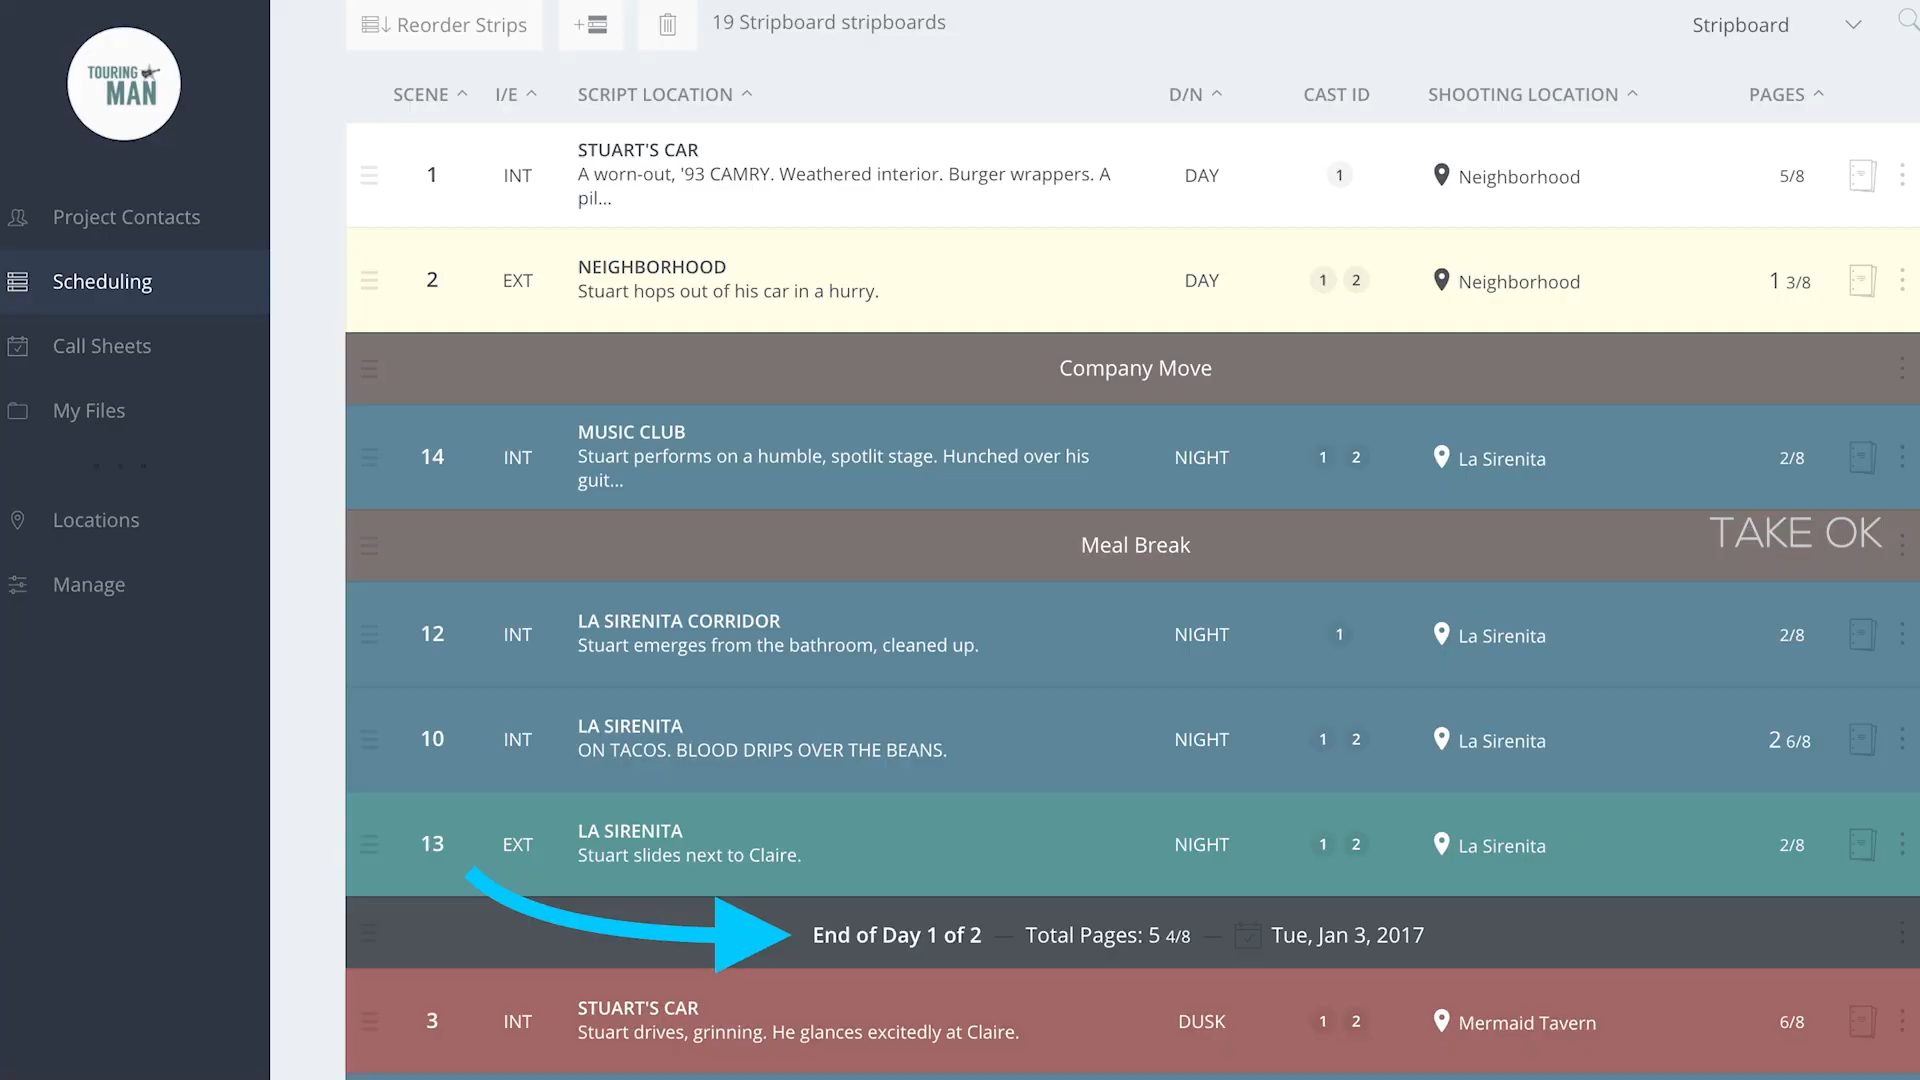 TOURING
MAN
Reorder Strips
19 Stripboard stripboards
Stripboard
SCENE I/E SCRIPT LOCATION D/N CAST ID SHOOTING LOCATION PAGES
1 INT STUART'S CAR DAY 1 Neighborhood 5/8
A worn-out, '93 CAMRY. Weathered interior. Burger wrappers. A
pil...
Project Contacts
2 EXT NEIGHBORHOOD DAY 1 2 Neighborhood 1 3/8
Stuart hops out of his car in a hurry.
Scheduling
Call Sheets
Company Move
My Files
14 INT MUSIC CLUB NIGHT 1 2 La Sirenita 2/8
Stuart performs on a humble, spotlit stage. Hunched over his
guit...
Locations
TAKE OK
Meal Break
Manage
12 INT LA SIRENITA CORRIDOR NIGHT 1 La Sirenita 2/8
Stuart emerges from the bathroom, cleaned up.
10 INT LA SIRENITA NIGHT 1 2 La Sirenita 2 6/8
ON TACOS. BLOOD DRIPS OVER THE BEANS.
13 EXT LA SIRENITA NIGHT 1 2 La Sirenita 2/8
Stuart slides next to Claire.
End of Day 1 of 2 — Total Pages: 5 4/8 — Tue, Jan 3, 2017
3 INT STUART'S CAR DUSK 1 2 Mermaid Tavern 6/8
Stuart drives, grinning. He glances excitedly at Claire.